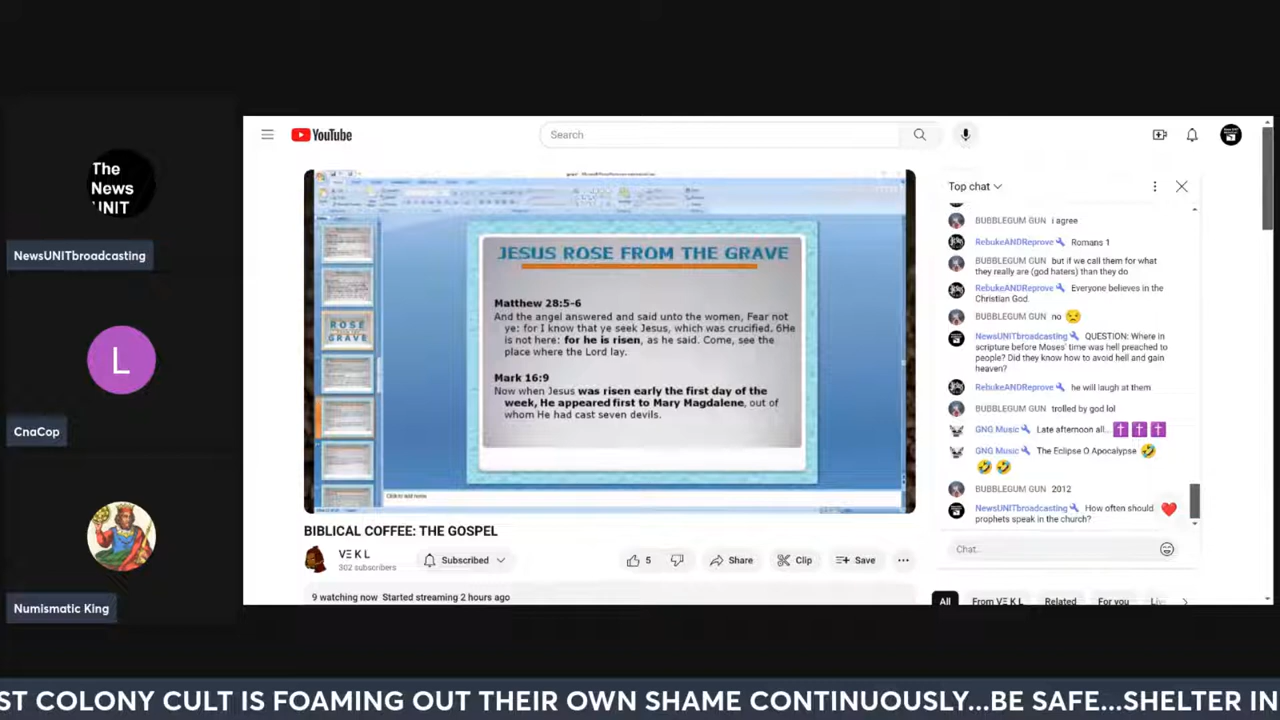 The
News
UNIT
NewsUNITbroadcasting
L
CnaCop
Numismatic King
YouTube
Search
JESUS ROSE FROM THE GRAVE
Matthew 28:5-6
And the angel answered and said unto the women, Fear not
ye: for I know that ye seek Jesus, which was crucified. 6He
is not here: for he is risen, as he said. Come, see the
place where the Lord lay.
Mark 16:9
Now when Jesus was risen early the first day of the
week, He appeared first to Mary Magdalene, out of
whom He had cast seven devils.
ROSE
GRAVE
Click to add notes
BIBLICAL COFFEE: THE GOSPEL
VΞ K L
302 subscribers
Subscribed
5
Share
Clip
Save
9 watching now Started streaming 2 hours ago
Top chat
BUBBLEGUM GUN i agree
RebukeANDReprove Romans 1
BUBBLEGUM GUN but if we call them for what
they really are (god haters) than they do
RebukeANDReprove Everyone believes in the
Christian God.
BUBBLEGUM GUN no 😒
NewsUNITbroadcasting QUESTION: Where in
scripture before Moses' time was hell preached to
people? Did they know how to avoid hell and gain
heaven?
RebukeANDReprove he will laugh at them
BUBBLEGUM GUN trolled by god lol
GNG Music Late afternoon all... ✝️✝️✝️
GNG Music The Eclipse O Apocalypse 🤣
🤣🤣
BUBBLEGUM GUN 2012
NewsUNITbroadcasting How often should
prophets speak in the church?
Chat...
All From VΞ K L Related For you Liv
ST COLONY CULT IS FOAMING OUT THEIR OWN SHAME CONTINUOUSLY...BE SAFE...SHELTER IN